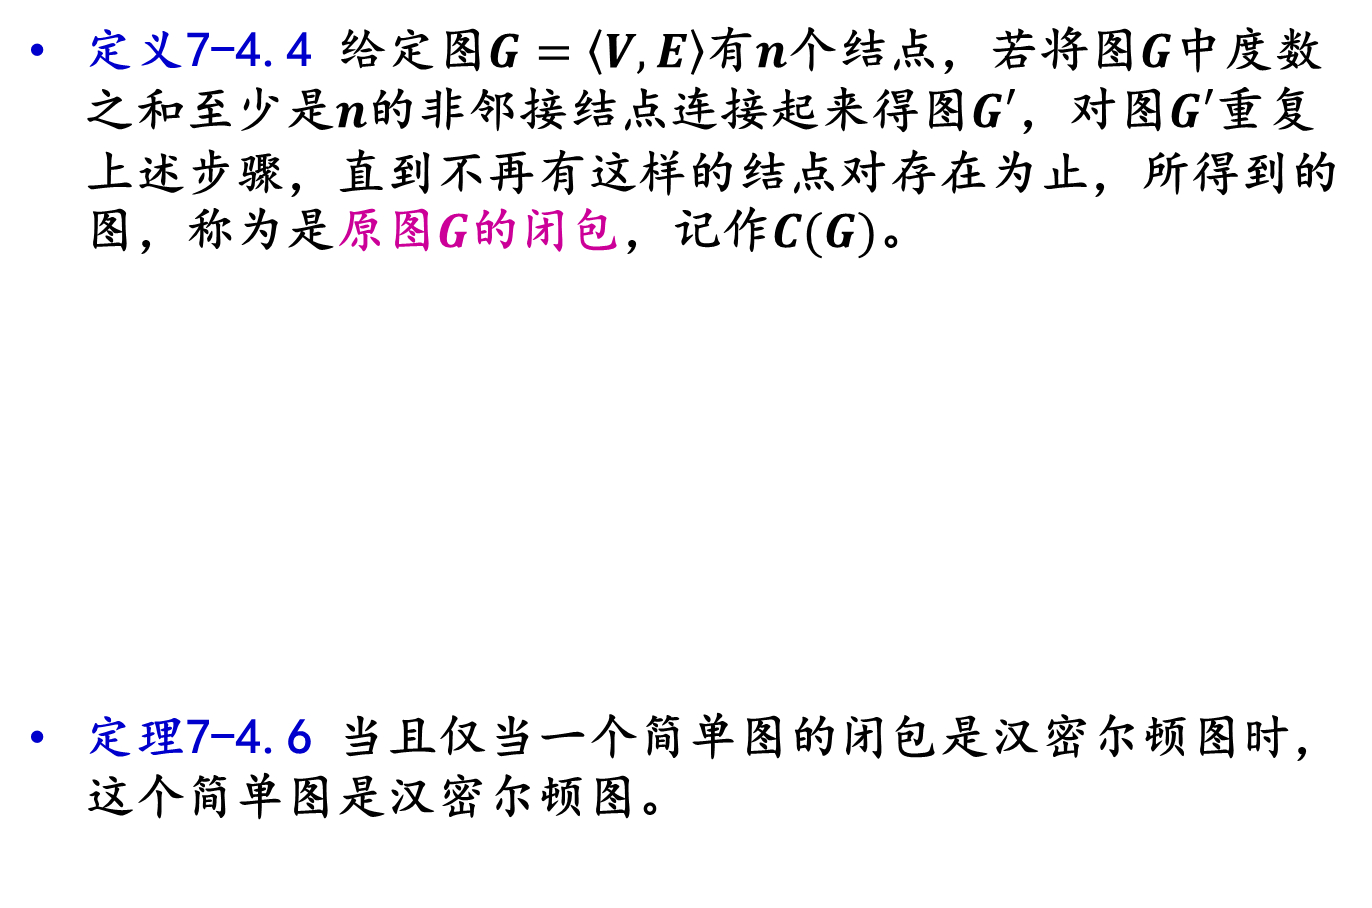 • 定义7-4.4 给定图G = ⟨V, E⟩有n个结点，若将图G中度数
之和至少是n的非邻接结点连接起来得图G′，对图G′重复
上述步骤，直到不再有这样的结点对存在为止，所得到的
图，称为是原图G的闭包，记作C(G)。
• 定理7-4.6 当且仅当一个简单图的闭包是汉密尔顿图时，
这个简单图是汉密尔顿图。